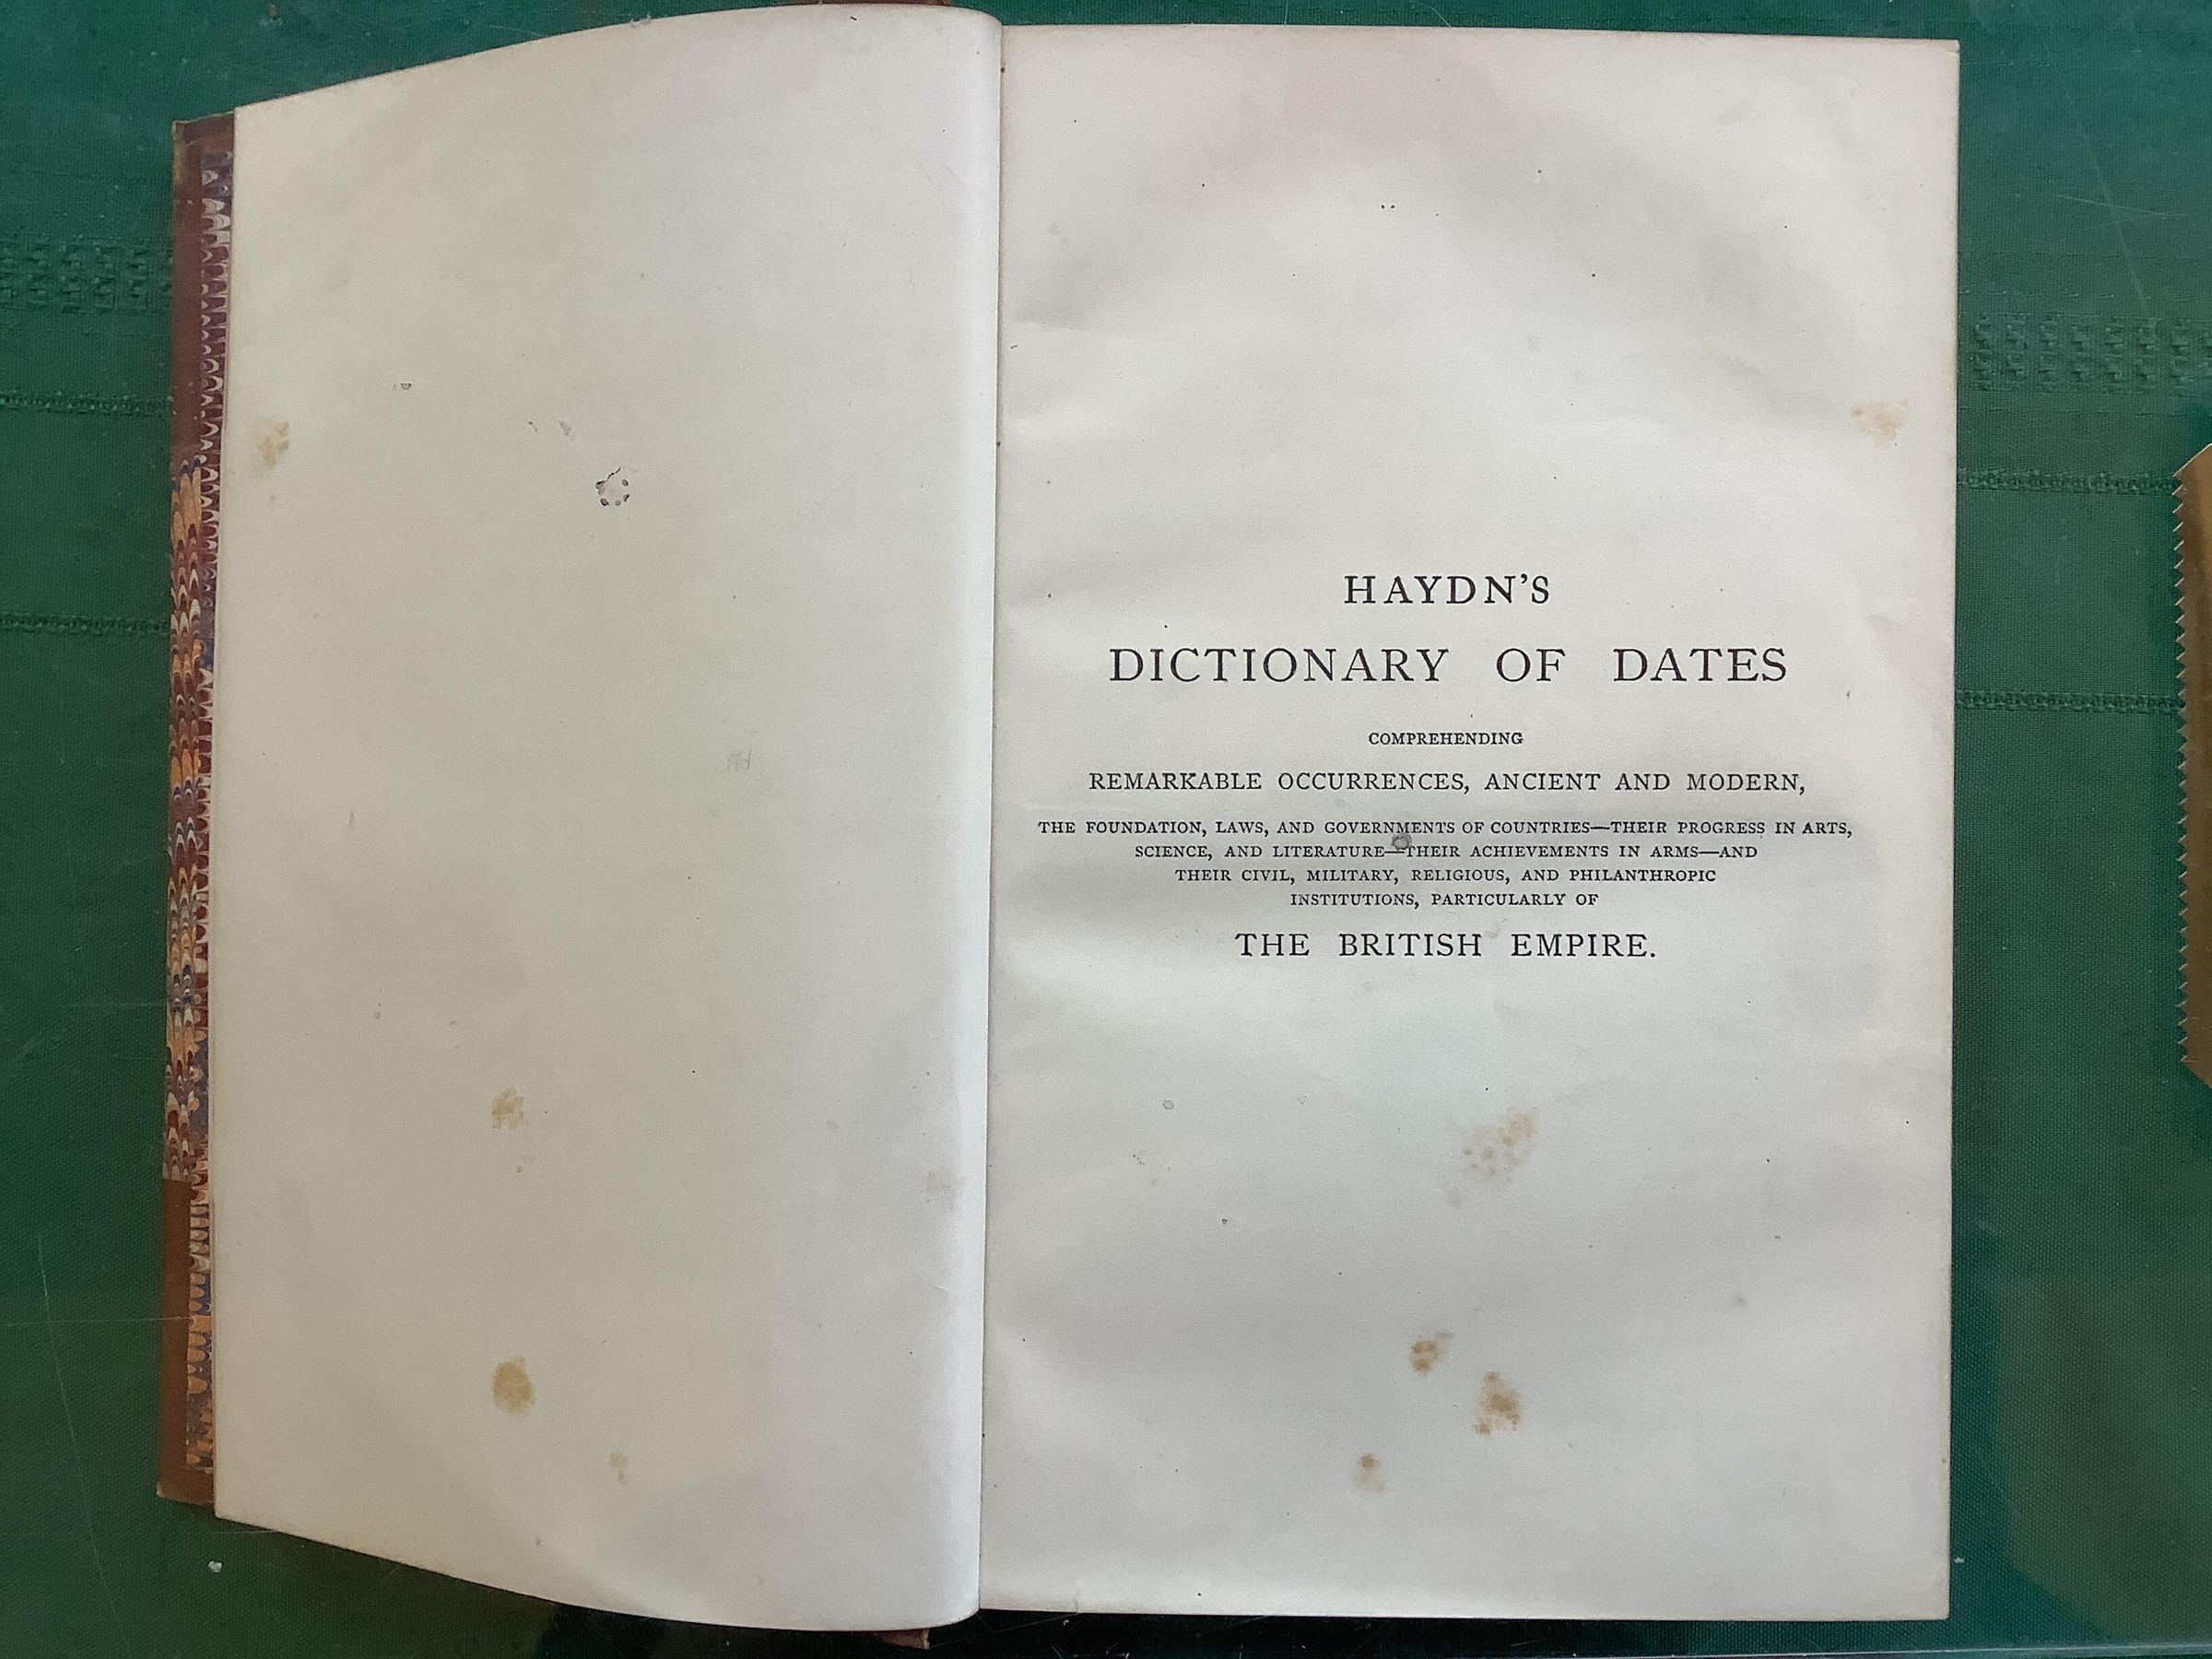 HAYDN'S
DICTIONARY OF DATES
COMPREHENDING
REMARKABLE OCCURRENCES, ANCIENT AND MODERN,
THE FOUNDATION, LAWS, AND GOVERNMENTS OF COUNTRIES—THEIR PROGRESS IN ARTS,
SCIENCE, AND LITERATURE—THEIR ACHIEVEMENTS IN ARMS—AND
THEIR CIVIL, MILITARY, RELIGIOUS, AND PHILANTHROPIC
INSTITUTIONS, PARTICULARLY OF
THE BRITISH EMPIRE.